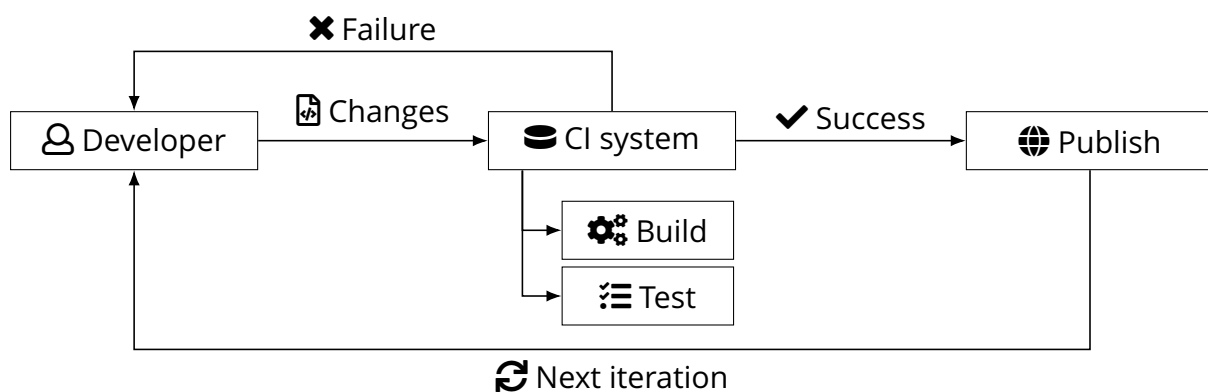 Failure
Changes
Success
Developer
CI system
Publish
Build
Test
Next iteration